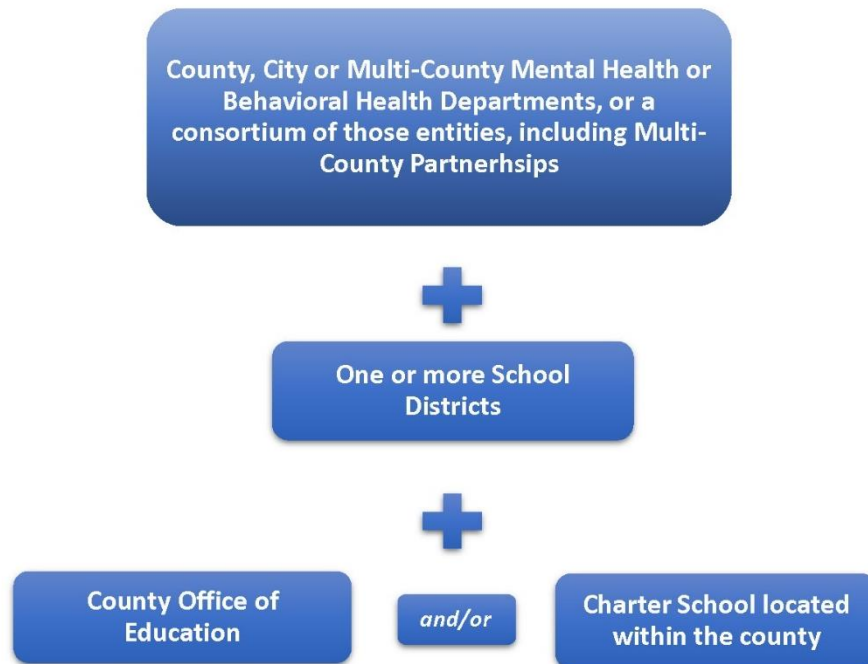 County, City or Multi-County Mental Health or
Behavioral Health Departments, or a
consortium of those entities, including Multi-
County Partnerhsips
One or more School
Districts
County Office of
Education
and/or
Charter School located
within the county